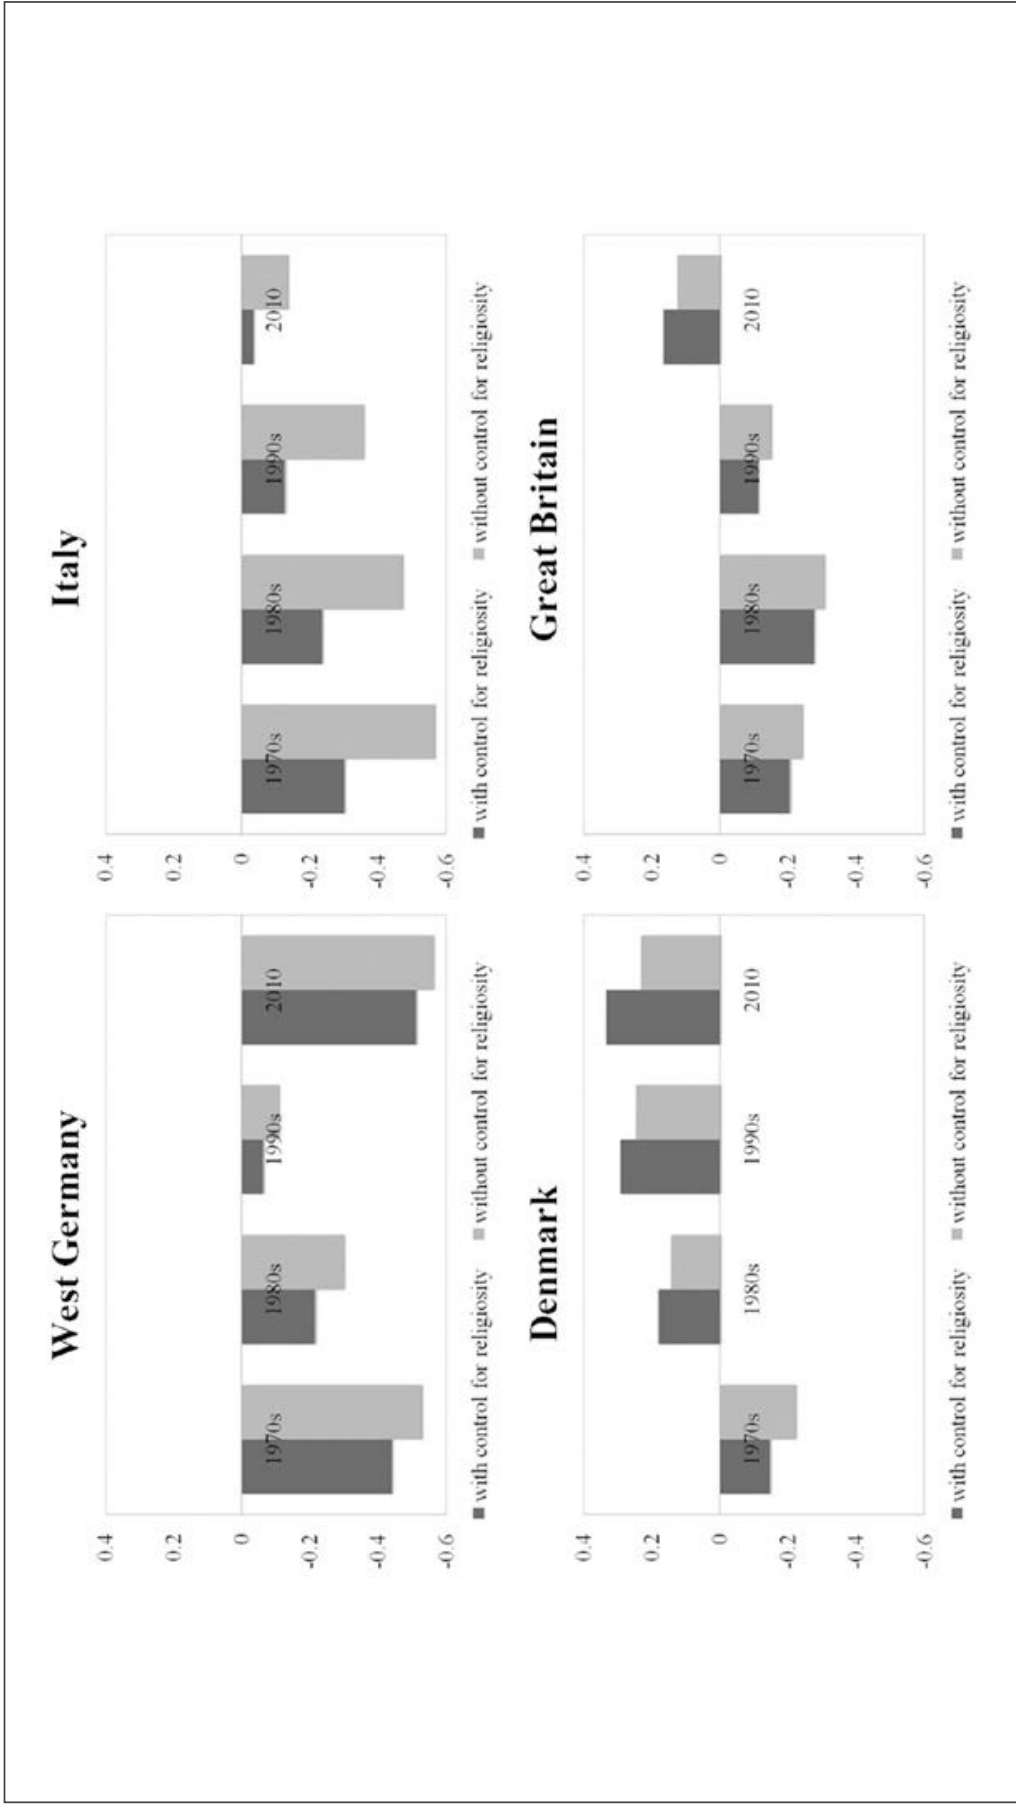 West Germany
0.4
0.2
0
-0.2
-0.4
-0.6
1970s
1980s
1990s
2010
■ with control for religiosity ■ without control for religiosity
Italy
0.4
0.2
0
-0.2
-0.4
-0.6
1970s
1980s
1990s
2010
■ with control for religiosity ■ without control for religiosity
Denmark
0.4
0.2
0
-0.2
-0.4
-0.6
1970s
1980s
1990s
2010
■ with control for religiosity ■ without control for religiosity
Great Britain
0.4
0.2
0
-0.2
-0.4
-0.6
1970s
1980s
1990s
2010
■ with control for religiosity ■ without control for religiosity